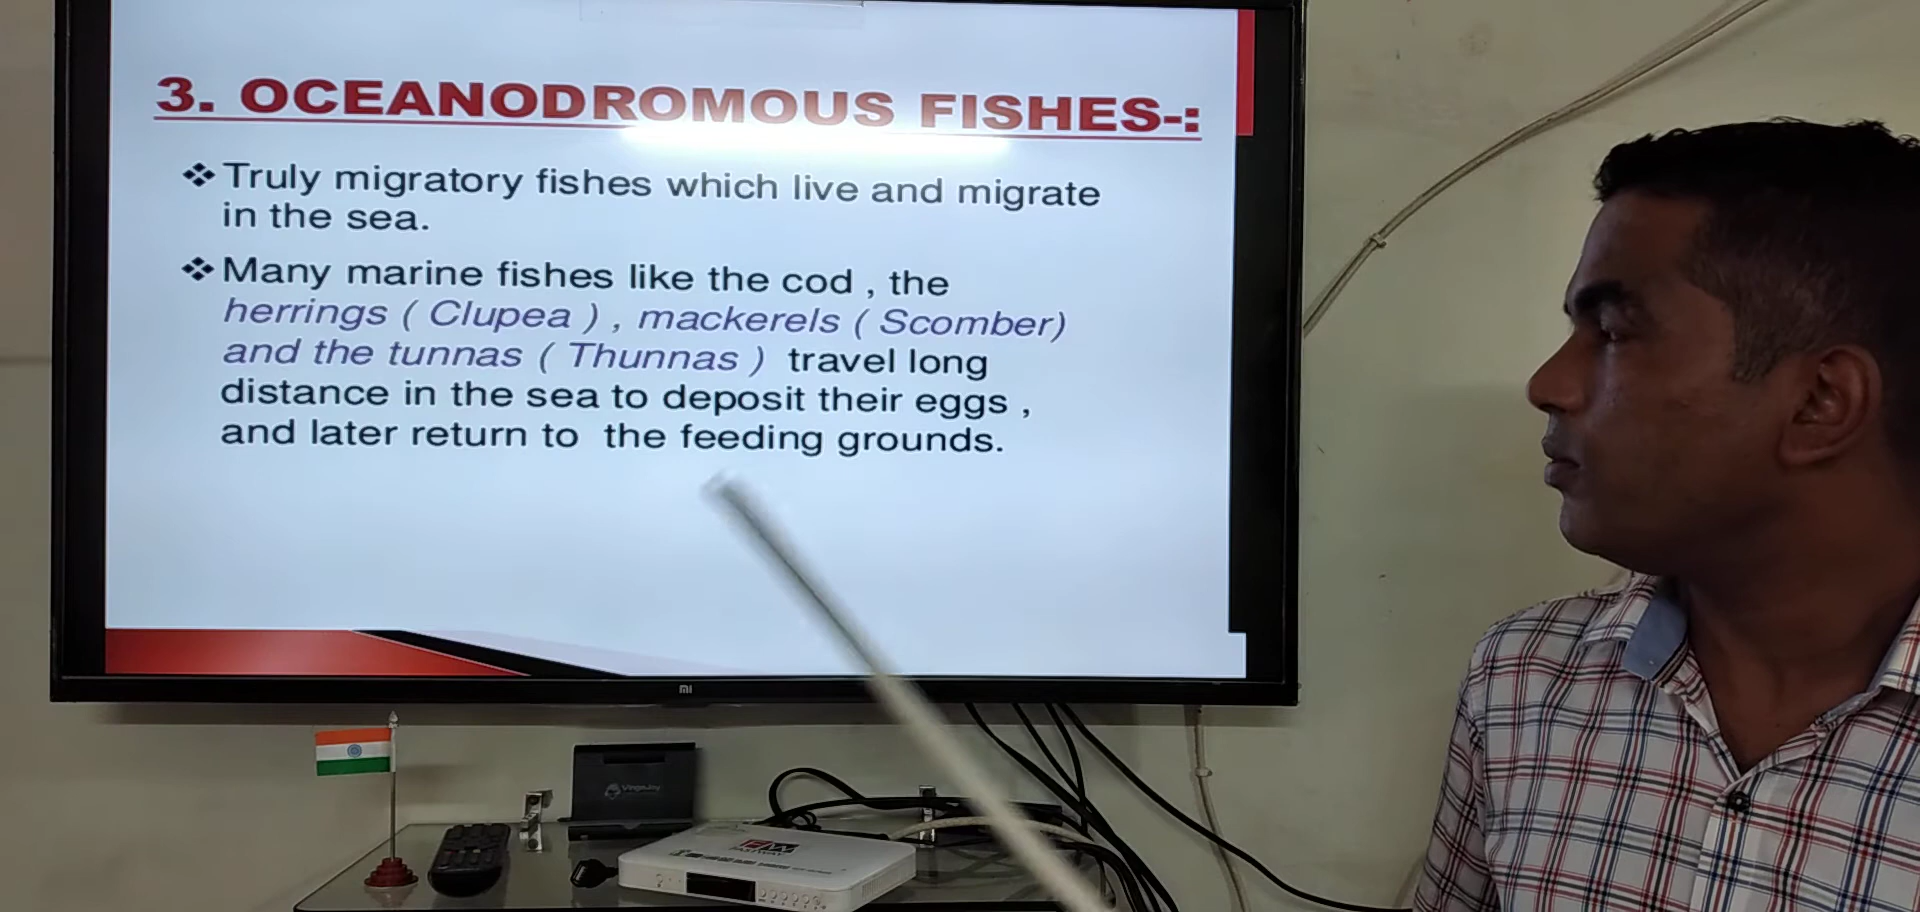 3. OCEANODROMOUS FISHES-:
❖Truly migratory fishes which live and migrate
in the sea.
❖Many marine fishes like the cod , the
herrings ( Clupea ) , mackerels ( Scomber)
and the tunnas ( Thunnas ) travel long
distance in the sea to deposit their eggs ,
and later return to the feeding grounds.
mi